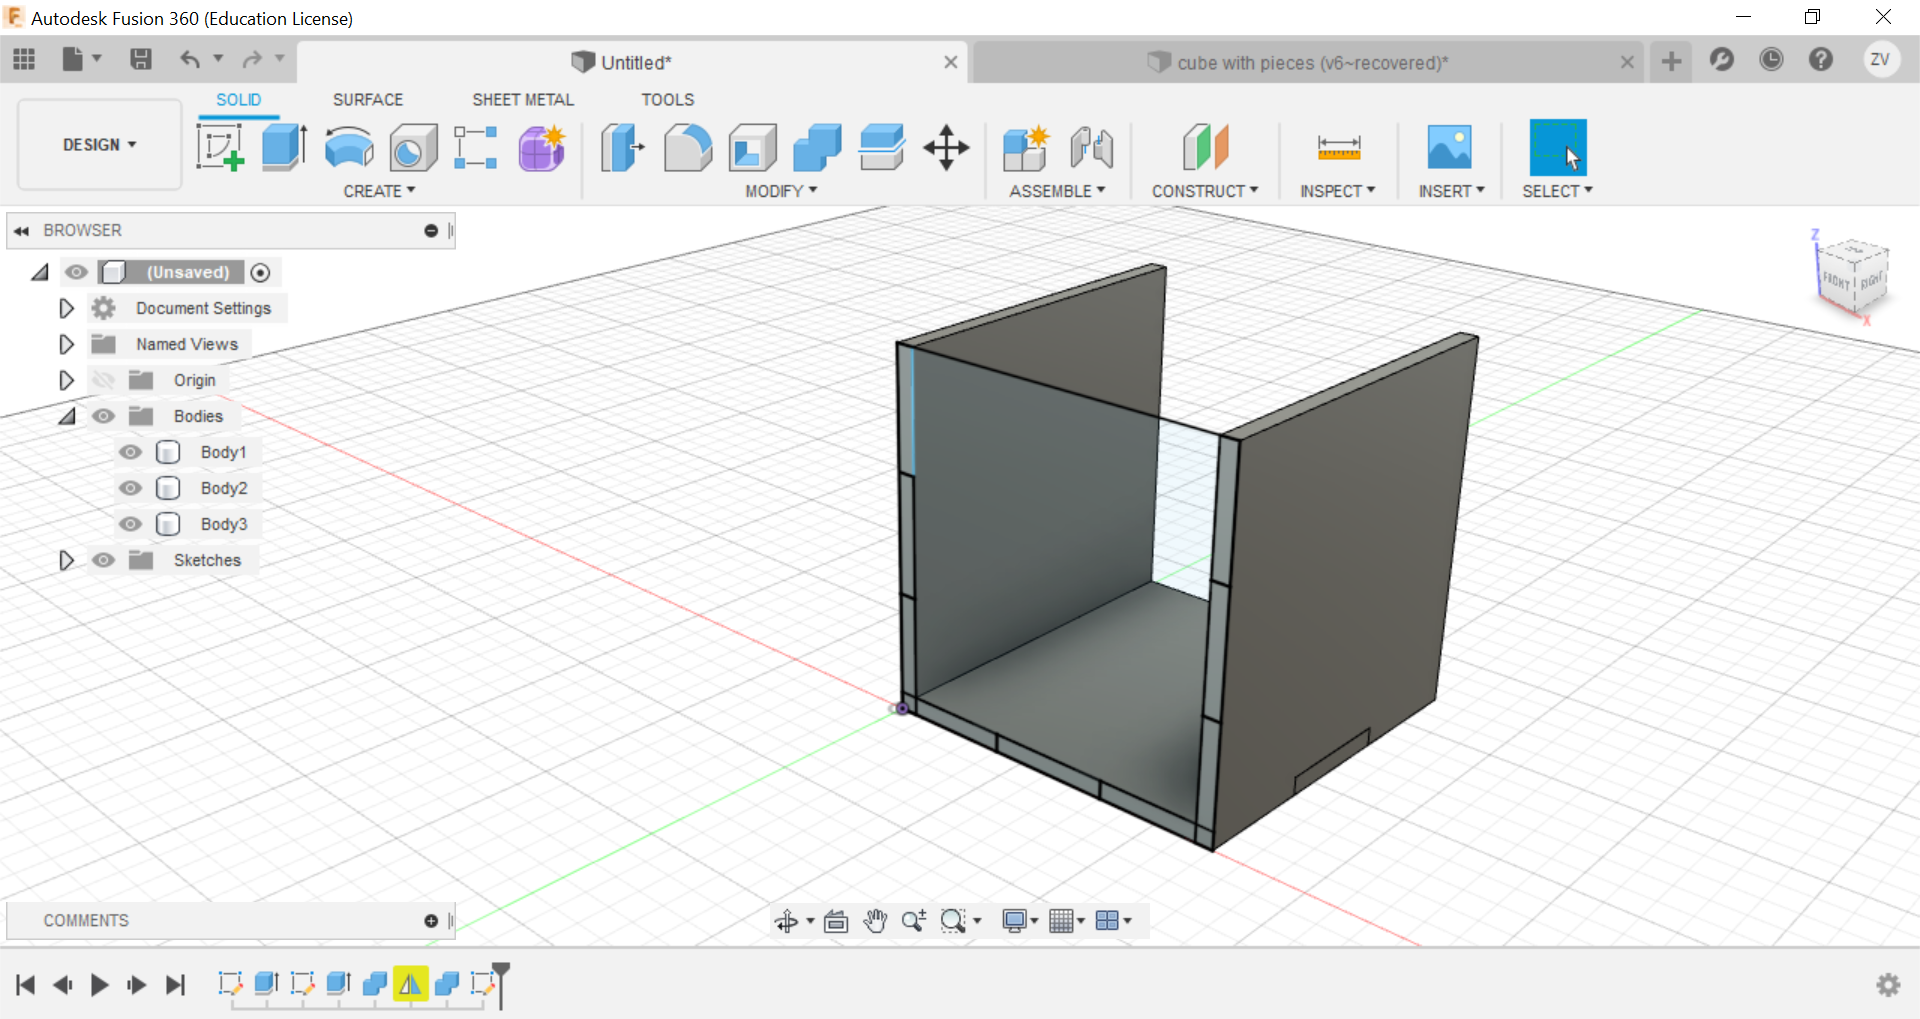 Autodesk Fusion 360 (Education License)
Untitled*
cube with pieces (v6~recovered)*
ZV
DESIGN
SOLID
SURFACE
SHEET METAL
TOOLS
CREATE
MODIFY
ASSEMBLE
CONSTRUCT
INSPECT
INSERT
SELECT
BROWSER
(Unsaved)
Document Settings
Named Views
Origin
Bodies
Body1
Body2
Body3
Sketches
Z
FRONT
RIGHT
X
COMMENTS